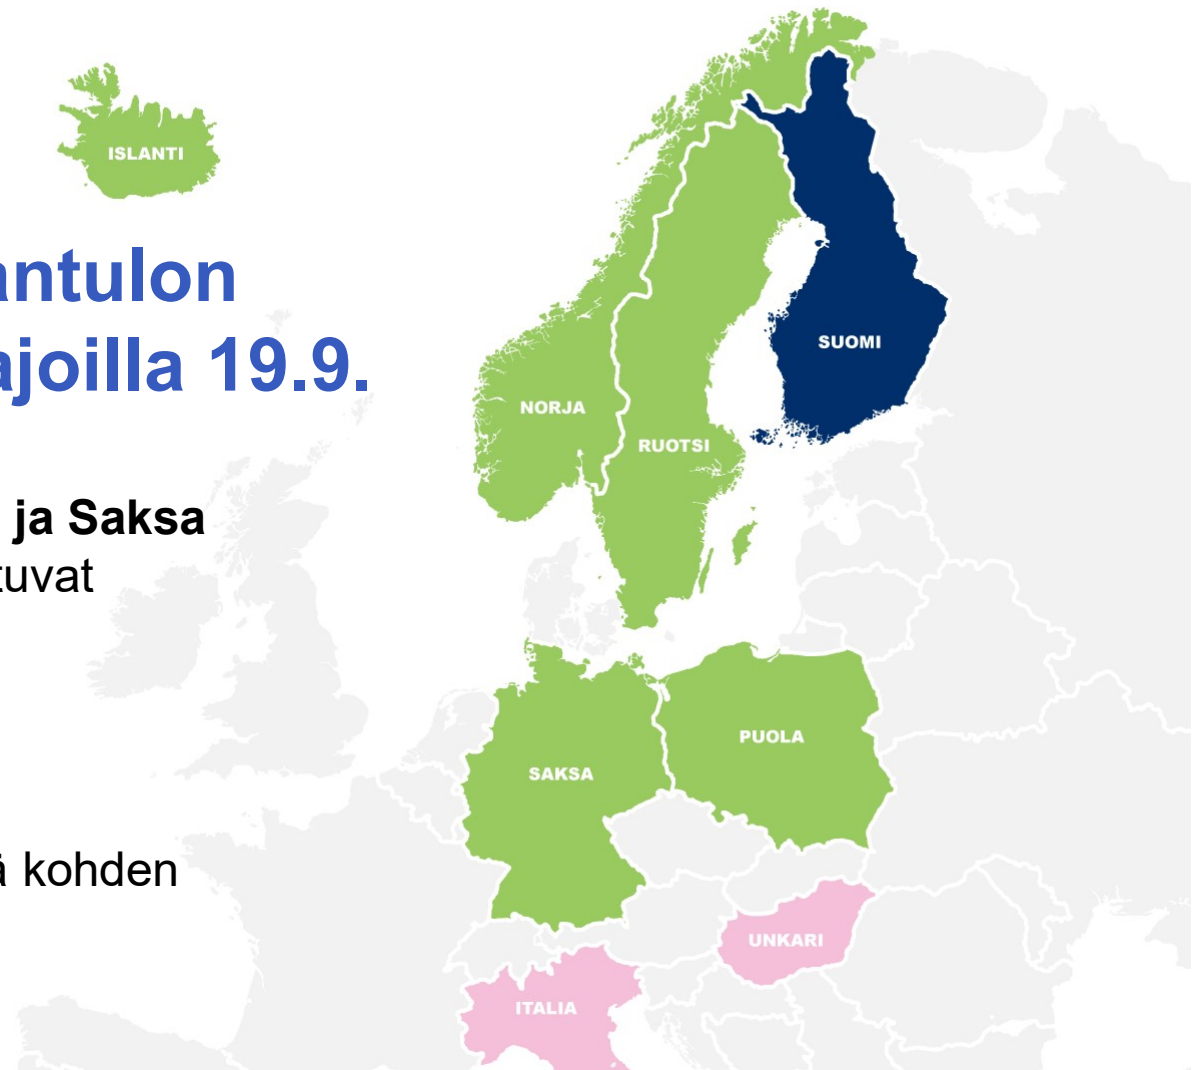 ISLANTI
antulon
ajoilla 19.9.
SUOMI
NORJA
RUOTSI
ja Saksa
tuvat
PUOLA
SAKSA
ä kohden
UNKARI
ITALIA